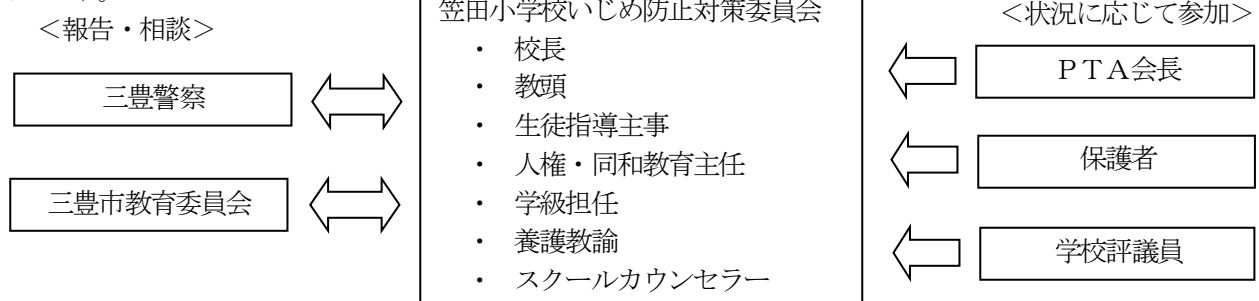 ＜報告・相談＞
三豊警察
三豊市教育委員会
笠田小学校いじめ防止対策委員会
・ 校長
・ 教頭
・ 生徒指導主事
・ 人権・同和教育主任
・ 学級担任
・ 養護教諭
・ スクールカウンセラー
＜状況に応じて参加＞
ＰＴＡ会長
保護者
学校評議員